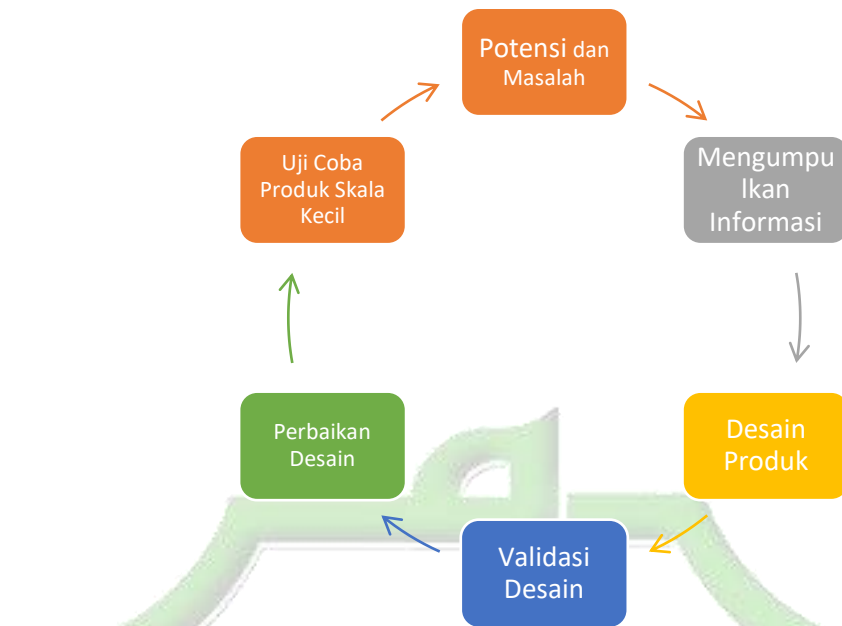 Potensi dan
Masalah
Mengumpu
lkan
Informasi
Desain
Produk
Validasi
Desain
Perbaikan
Desain
Uji Coba
Produk Skala
Kecil